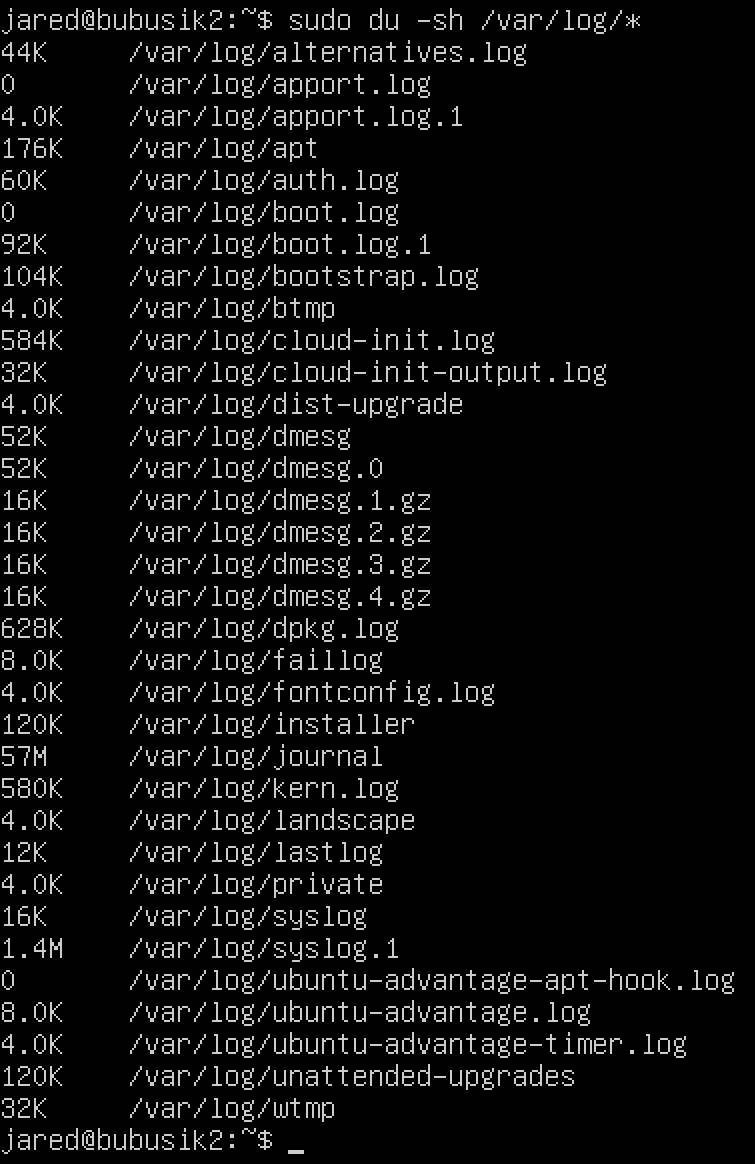 jared@bubusik2:~$ sudo du -sh /var/log/*
44K /var/log/alternatives.log
0 /var/log/apport.log
4.0K /var/log/apport.log.1
176K /var/log/apt
60K /var/log/auth.log
0 /var/log/boot.log
92K /var/log/boot.log.1
104K /var/log/bootstrap.log
4.0K /var/log/btmp
584K /var/log/cloud-init.log
32K /var/log/cloud-init-output.log
4.0K /var/log/dist-upgrade
52K /var/log/dmesg
52K /var/log/dmesg.0
16K /var/log/dmesg.1.gz
16K /var/log/dmesg.2.gz
16K /var/log/dmesg.3.gz
16K /var/log/dmesg.4.gz
628K /var/log/dpkg.log
8.0K /var/log/faillog
4.0K /var/log/fontconfig.log
120K /var/log/installer
57M /var/log/journal
580K /var/log/kern.log
4.0K /var/log/landscape
12K /var/log/lastlog
4.0K /var/log/private
16K /var/log/syslog
1.4M /var/log/syslog.1
0 /var/log/ubuntu-advantage-apt-hook.log
8.0K /var/log/ubuntu-advantage.log
4.0K /var/log/ubuntu-advantage-timer.log
120K /var/log/unattended-upgrades
32K /var/log/wtmp
jared@bubusik2:~$ _